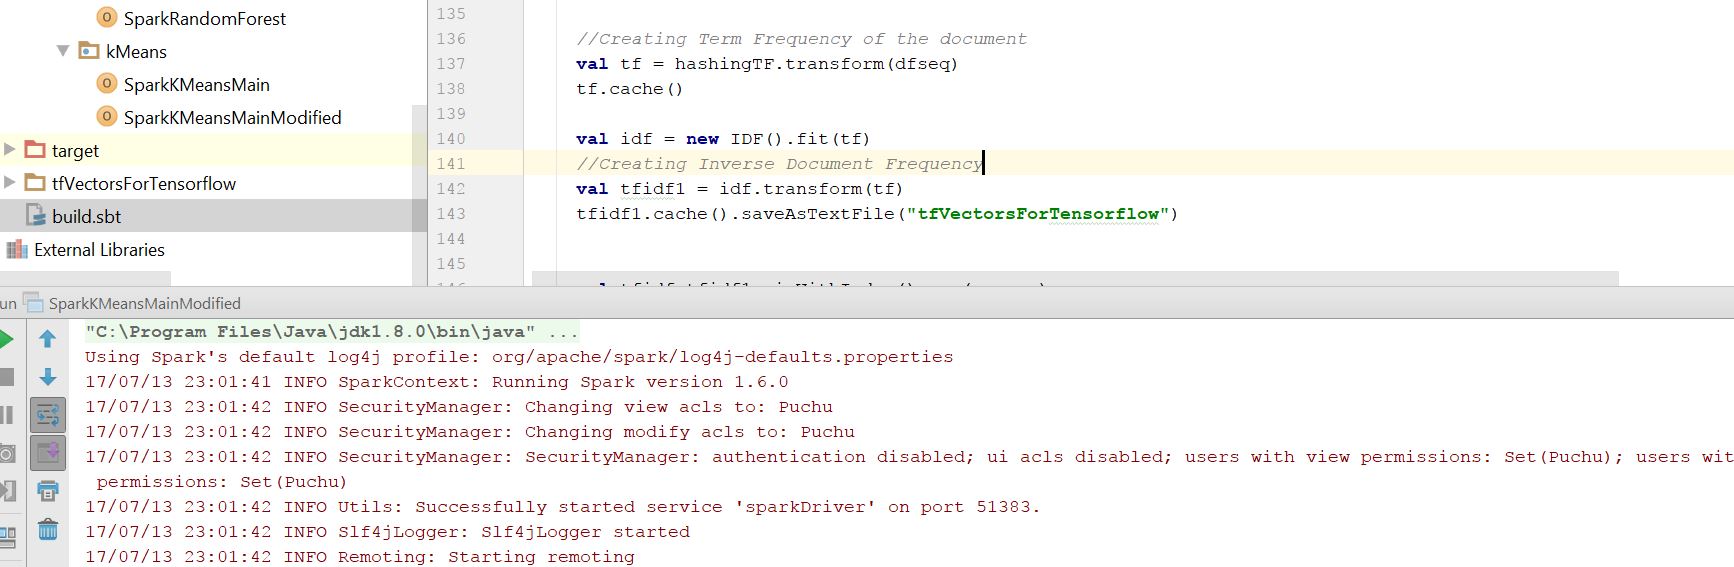 SparkRandomForest
kMeans
SparkKMeansMain
SparkKMeansMainModified
target
tfVectorsForTensorflow
build.sbt
External Libraries
135
136 //Creating Term Frequency of the document
137 val tf = hashingTF.transform(dfseq)
138 tf.cache()
139
140 val idf = new IDF().fit(tf)
141 //Creating Inverse Document Frequency
142 val tfidf1 = idf.transform(tf)
143 tfidf1.cache().saveAsTextFile("tfVectorsForTensorflow")
144
145
un SparkKMeansMainModified
"C:\Program Files\Java\jdk1.8.0\bin\java" ...
Using Spark's default log4j profile: org/apache/spark/log4j-defaults.properties
17/07/13 23:01:41 INFO SparkContext: Running Spark version 1.6.0
17/07/13 23:01:42 INFO SecurityManager: Changing view acls to: Puchu
17/07/13 23:01:42 INFO SecurityManager: Changing modify acls to: Puchu
17/07/13 23:01:42 INFO SecurityManager: SecurityManager: authentication disabled; ui acls disabled; users with view permissions: Set(Puchu); users wit
permissions: Set(Puchu)
17/07/13 23:01:42 INFO Utils: Successfully started service 'sparkDriver' on port 51383.
17/07/13 23:01:42 INFO Slf4jLogger: Slf4jLogger started
17/07/13 23:01:42 INFO Remoting: Starting remoting